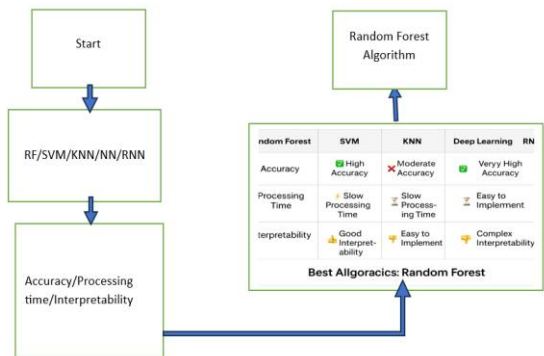 Start
RF/SVM/KNN/NN/RNN
Accuracy/Processing
time/Interpretability
Random Forest
Algorithm
ndom Forest SVM KNN Deep Learning RN
Accuracy ✅ High Accuracy ❌ Moderate Accuracy ✅ Veryy High Accuracy
Processing Time ⚡ Slow Processing Time ⏳ Slow Process- ing Time ⏳ Easy to Implerment
terpretability 👍 Good Interpret- ability 👎 Easy to Implement 👎 Complex Interpretability
Best Allgoracics: Random Forest